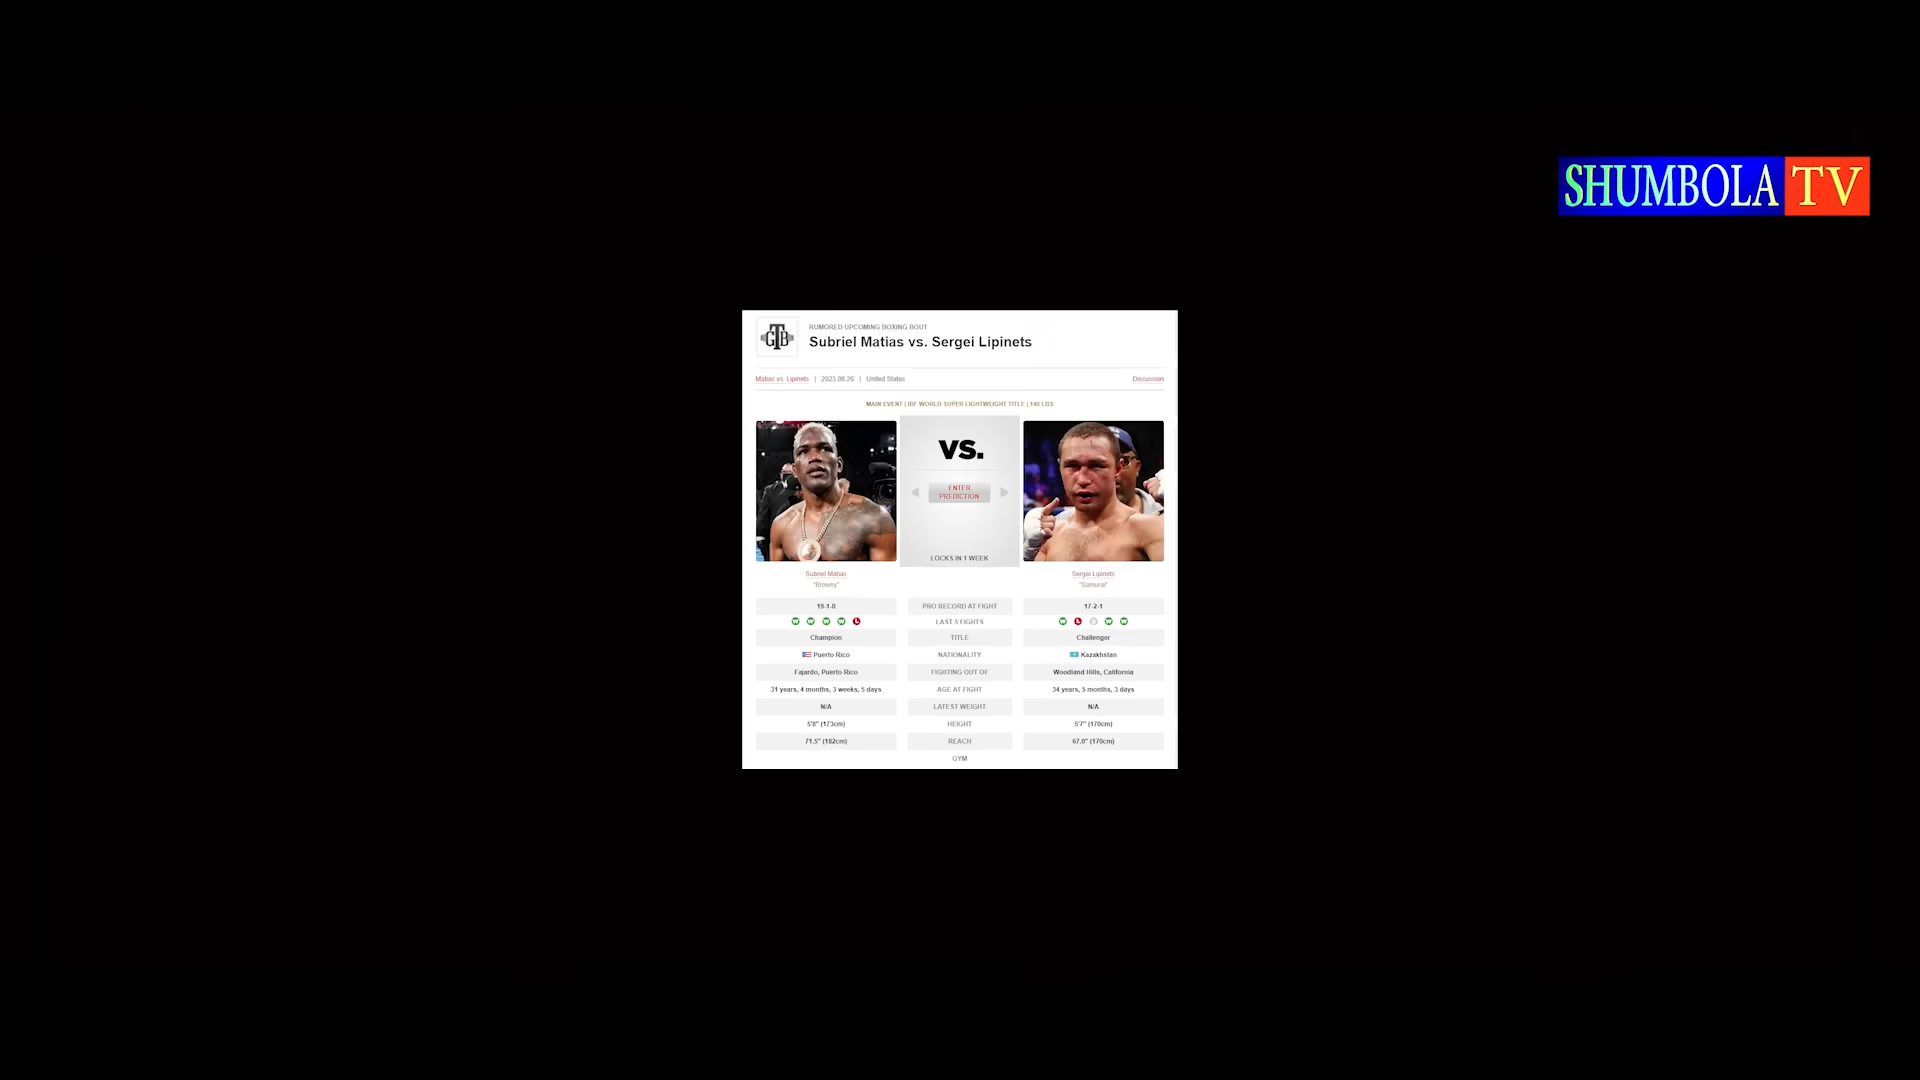 SHUMBOLA TV
GTB
RUMORED UPCOMING BOXING BOUT
Subriel Matias vs. Sergei Lipinets
Matias vs. Lipinets | 2023.08.26 | United States Discussion
MAIN EVENT | IBF WORLD SUPER LIGHTWEIGHT TITLE | 140 LBS
VS.
ENTER
PREDICTION
LOCKS IN 1 WEEK
Subriel Matias Sergei Lipinets
"Browny" "Samurai"
19-1-0 PRO RECORD AT FIGHT 17-2-1
W W W W L LAST 5 FIGHTS W L D W W
Champion TITLE Challenger
Puerto Rico NATIONALITY Kazakhstan
Fajardo, Puerto Rico FIGHTING OUT OF Woodland Hills, California
31 years, 4 months, 3 weeks, 5 days AGE AT FIGHT 34 years, 5 months, 3 days
N/A LATEST WEIGHT N/A
5'8" (173cm) HEIGHT 5'7" (170cm)
71.5" (182cm) REACH 67.0" (170cm)
GYM